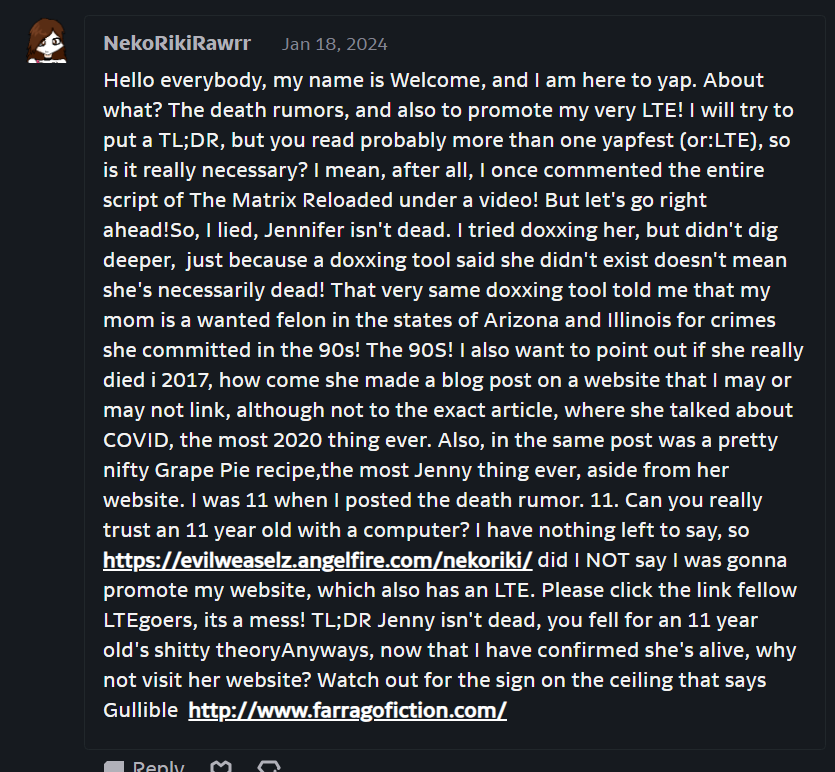 NekoRikiRawrr Jan 18, 2024
Hello everybody, my name is Welcome, and I am here to yap. About
what? The death rumors, and also to promote my very LTE! I will try to
put a TL;DR, but you read probably more than one yapfest (or:LTE), so
is it really necessary? I mean, after all, I once commented the entire
script of The Matrix Reloaded under a video! But let's go right
ahead!So, I lied, Jennifer isn't dead. I tried doxxing her, but didn't dig
deeper,  just because a doxxing tool said she didn't exist doesn't mean
she's necessarily dead! That very same doxxing tool told me that my
mom is a wanted felon in the states of Arizona and Illinois for crimes
she committed in the 90s! The 90S! I also want to point out if she really
died i 2017, how come she made a blog post on a website that I may or
may not link, although not to the exact article, where she talked about
COVID, the most 2020 thing ever. Also, in the same post was a pretty
nifty Grape Pie recipe,the most Jenny thing ever, aside from her
website. I was 11 when I posted the death rumor. 11. Can you really
trust an 11 year old with a computer? I have nothing left to say, so
https://evilweaselz.angelfire.com/nekoriki/ did I NOT say I was gonna
promote my website, which also has an LTE. Please click the link fellow
LTEgoers, its a mess! TL;DR Jenny isn't dead, you fell for an 11 year
old's shitty theoryAnyways, now that I have confirmed she's alive, why
not visit her website? Watch out for the sign on the ceiling that says
Gullible  http://www.farragofiction.com/
Reply